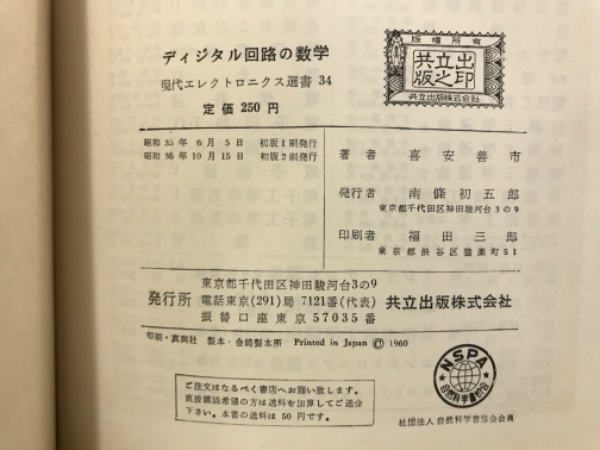 ディジタル回路の数学
現代エレクトロニクス選書 34
定価 250 円
版権所有
共立出
版之印
共立出版株式会社
昭和 35 年 6 月 5 日 初版1刷発行
昭和 36 年 10 月 15 日 初版2刷発行
著者 喜安善市
発行者 南條初五郎
東京都千代田区神田駿河台3の9
印刷者 福田三郎
東京都渋谷区猿楽町51
発行所
東京都千代田区神田駿河台3の9
電話東京(291)局 7121番(代表)
振替口座東京 57035 番
共立出版株式会社
印刷・真興社 製本・金崎製本所 Printed in Japan © 1960
NSPA
自然科学書協会
ご注文はなるべく書店へお願い致します。
直接購読希望の方は送料を加算してご送金
下さい。本書の送料は 50 円です。
社団法人 自然科学書協会会員